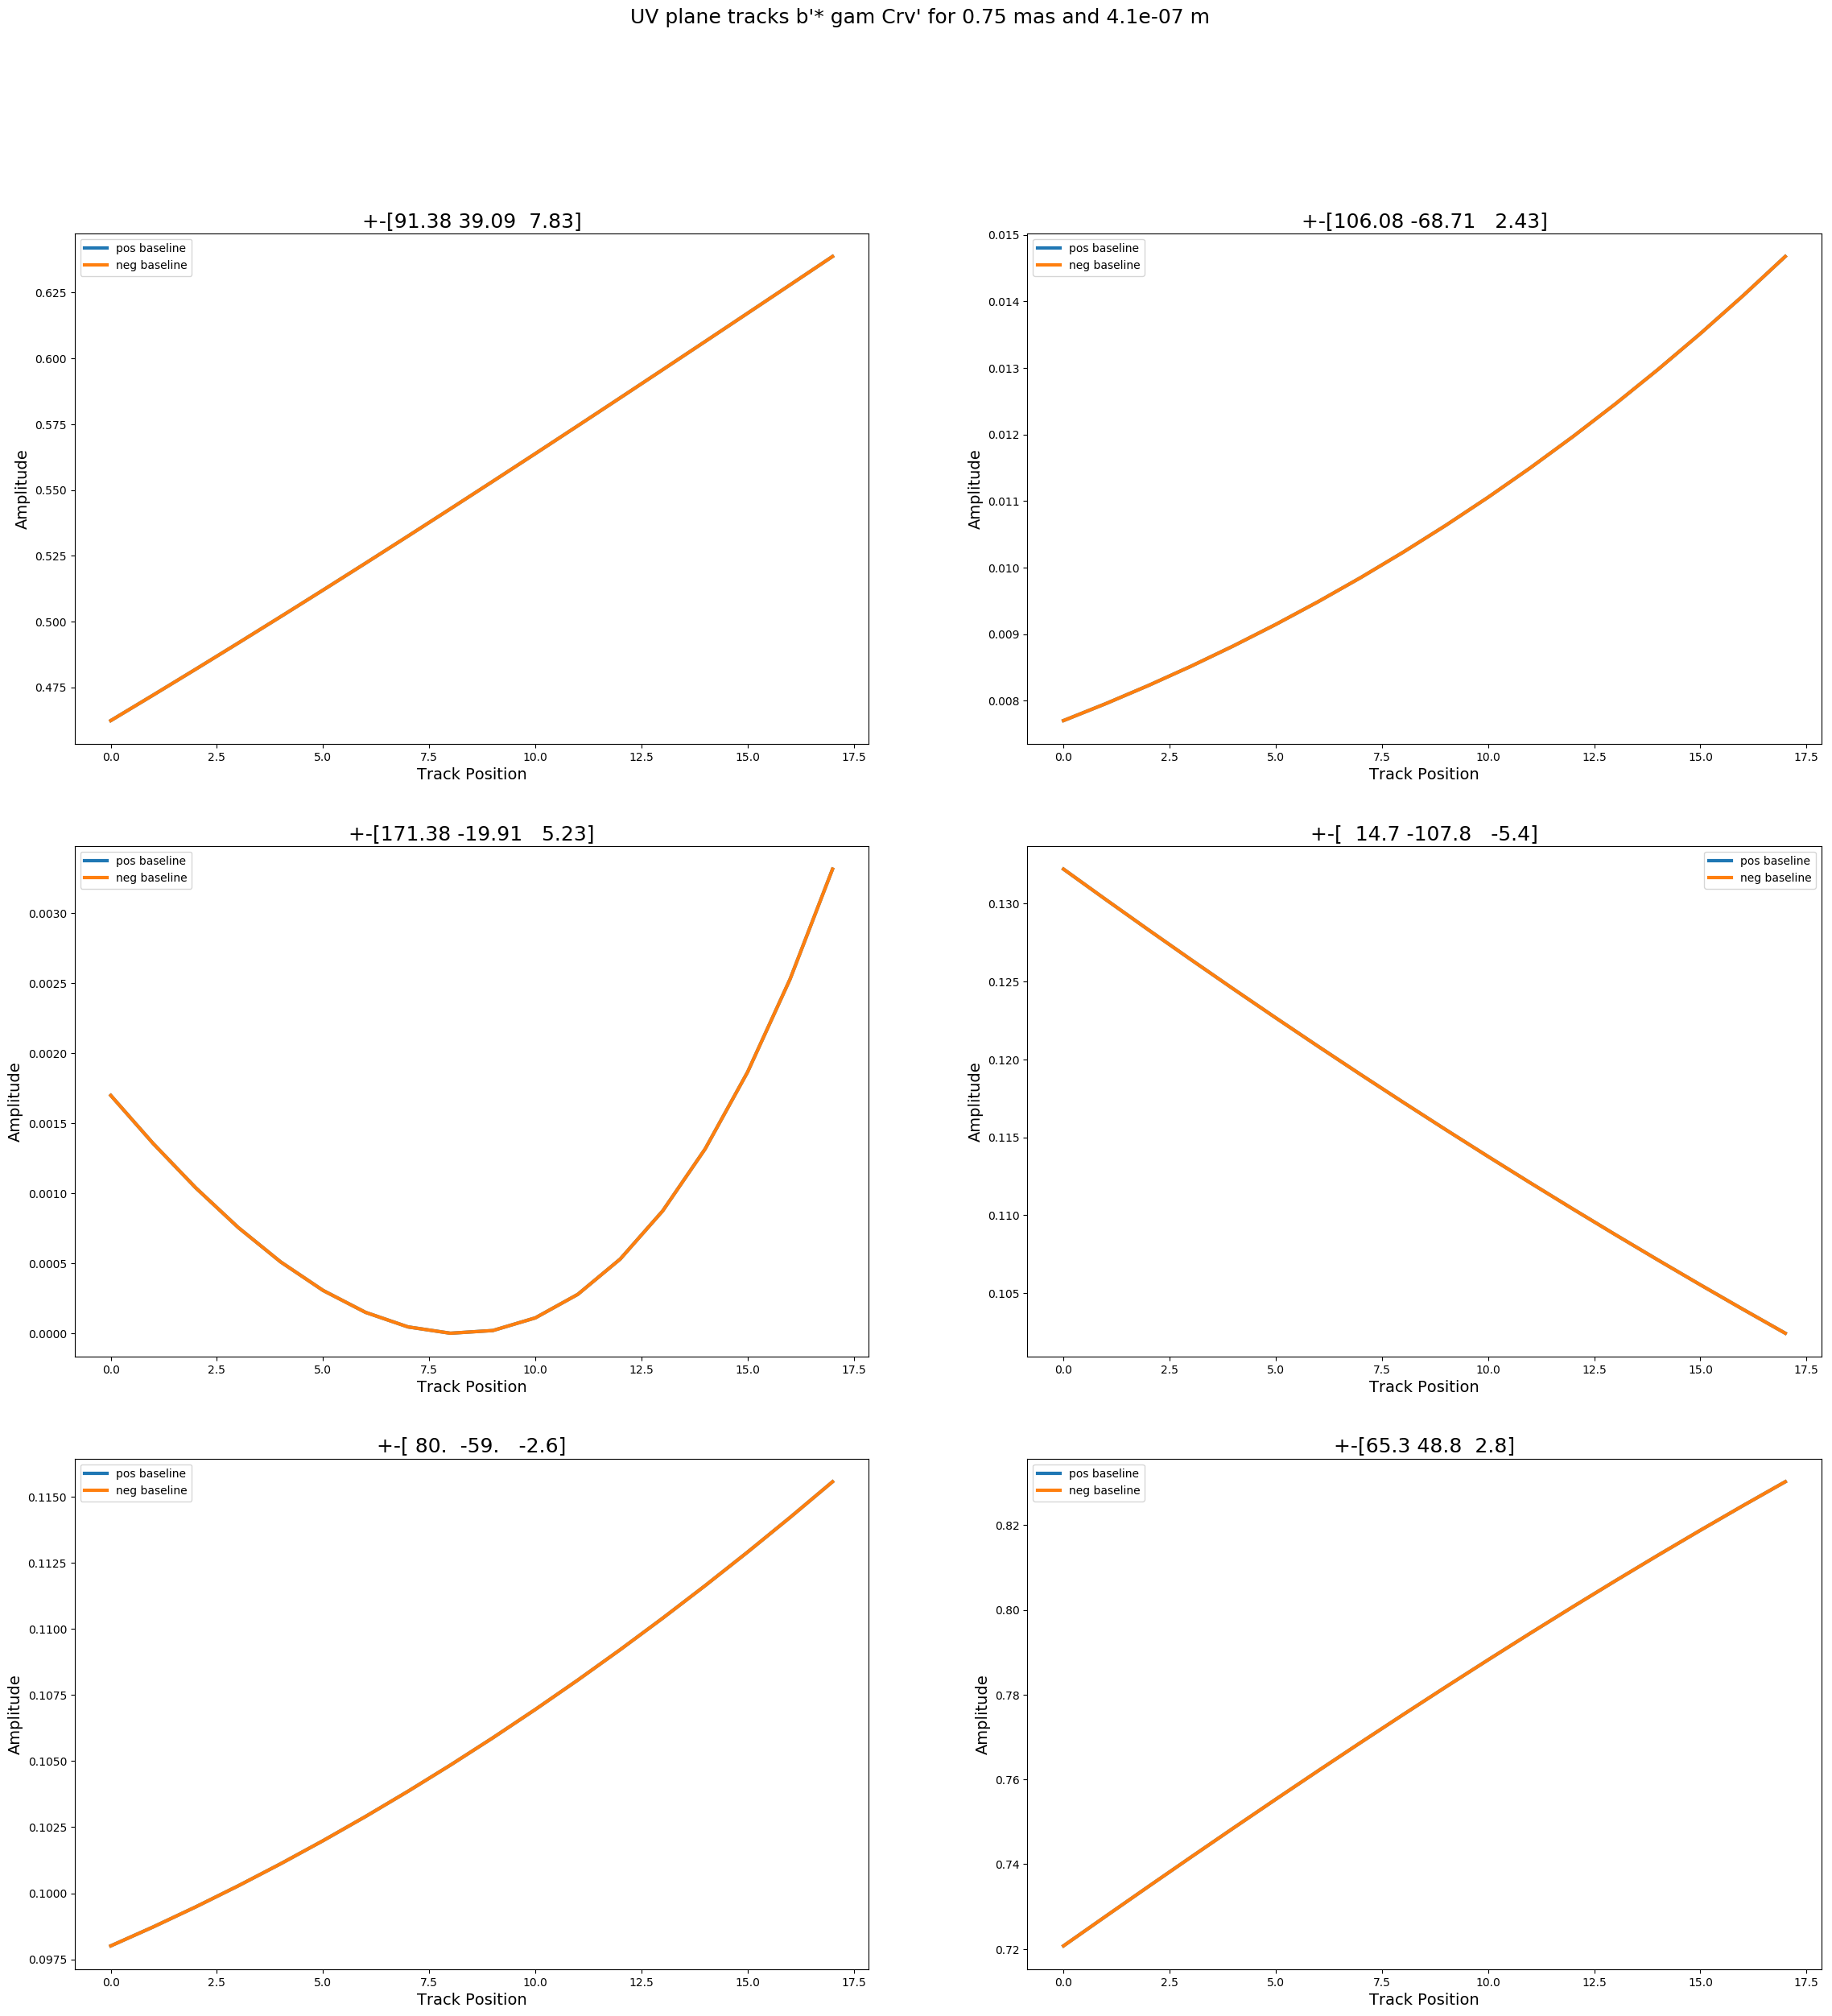 UV plane tracks b'* gam Crv' for 0.75 mas and 4.1e-07 m
+-[91.38 39.09  7.83]
pos baseline
neg baseline
0.625
0.600
0.575
0.550
0.525
0.500
0.475
Amplitude
0.0 2.5 5.0 7.5 10.0 12.5 15.0 17.5
Track Position
+-[106.08 -68.71   2.43]
pos baseline
neg baseline
0.015
0.014
0.013
0.012
0.011
0.010
0.009
0.008
Amplitude
0.0 2.5 5.0 7.5 10.0 12.5 15.0 17.5
Track Position
+-[171.38 -19.91   5.23]
pos baseline
neg baseline
0.0030
0.0025
0.0020
0.0015
0.0010
0.0005
0.0000
Amplitude
0.0 2.5 5.0 7.5 10.0 12.5 15.0 17.5
Track Position
+-[  14.7 -107.8   -5.4]
pos baseline
neg baseline
0.130
0.125
0.120
0.115
0.110
0.105
Amplitude
0.0 2.5 5.0 7.5 10.0 12.5 15.0 17.5
Track Position
+-[ 80.  -59.   -2.6]
pos baseline
neg baseline
0.1150
0.1125
0.1100
0.1075
0.1050
0.1025
0.1000
0.0975
Amplitude
0.0 2.5 5.0 7.5 10.0 12.5 15.0 17.5
Track Position
+-[65.3 48.8  2.8]
pos baseline
neg baseline
0.82
0.80
0.78
0.76
0.74
0.72
Amplitude
0.0 2.5 5.0 7.5 10.0 12.5 15.0 17.5
Track Position